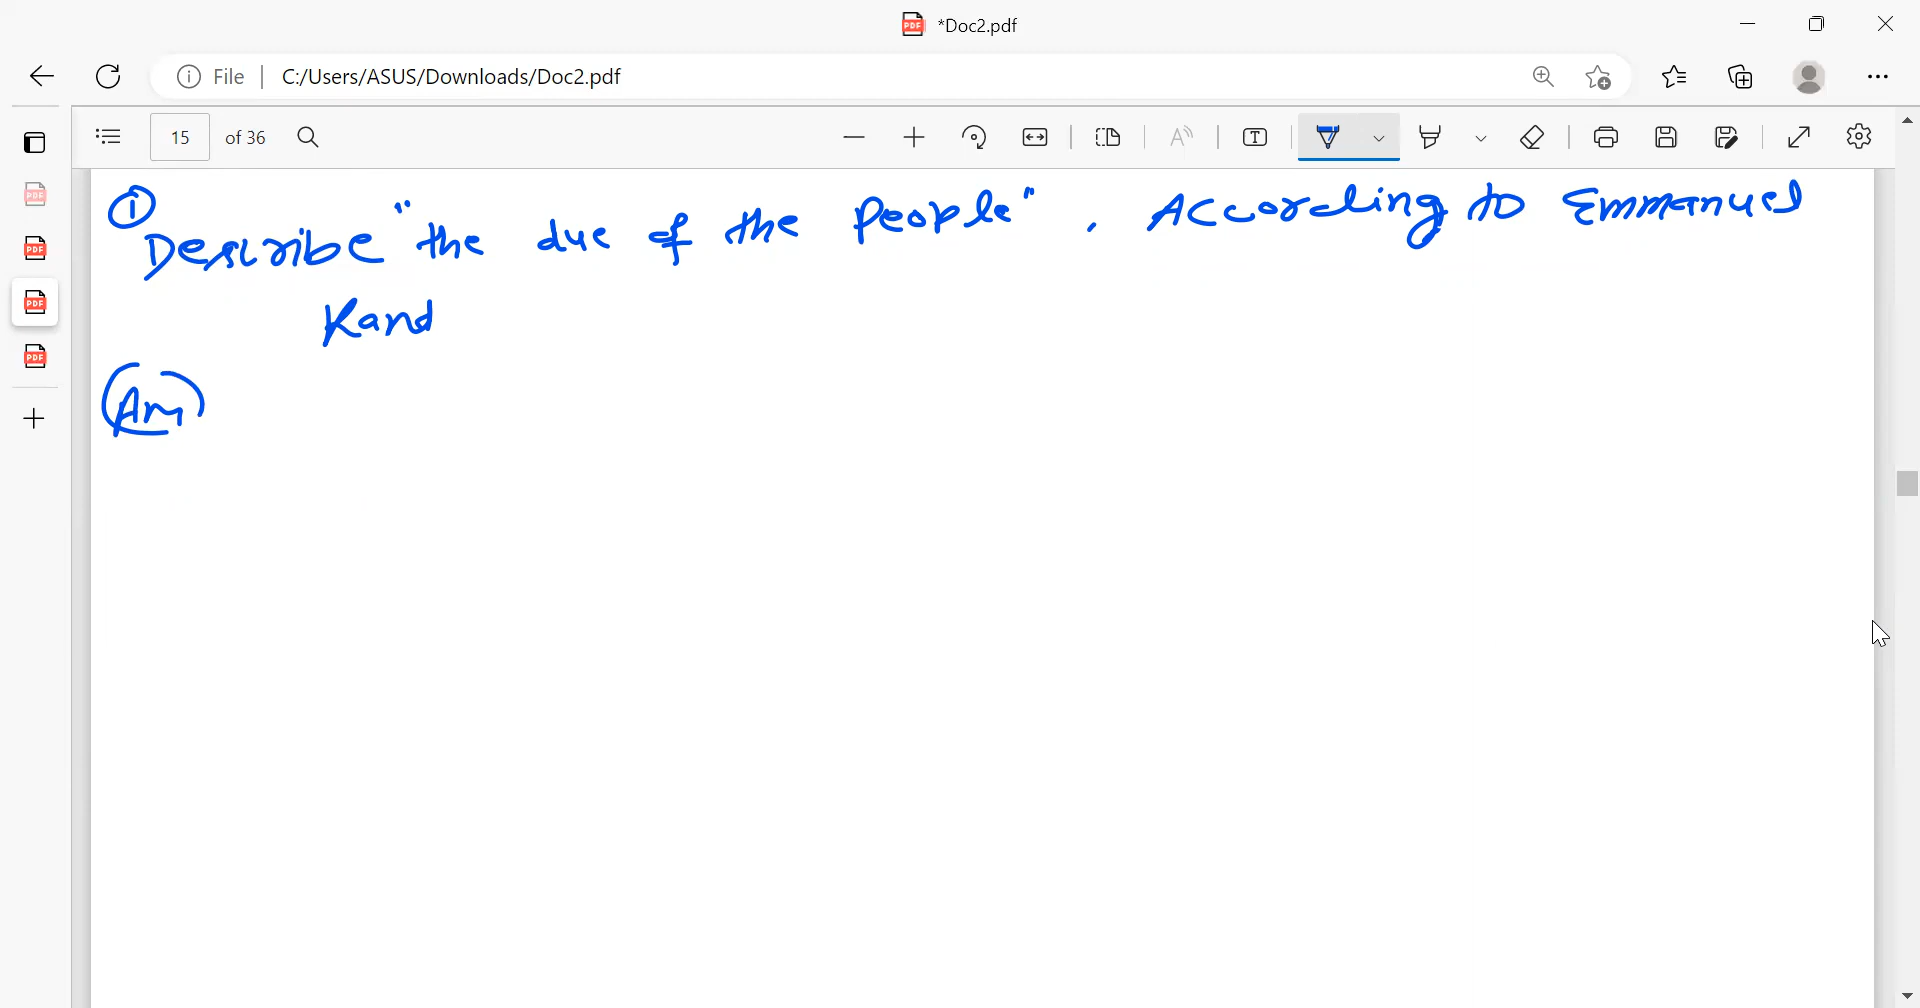 *Doc2.pdf
File C:/Users/ASUS/Downloads/Doc2.pdf
15 of 36
① Describe "the due of the people". According to Emmanuel
Kand
(Ans)